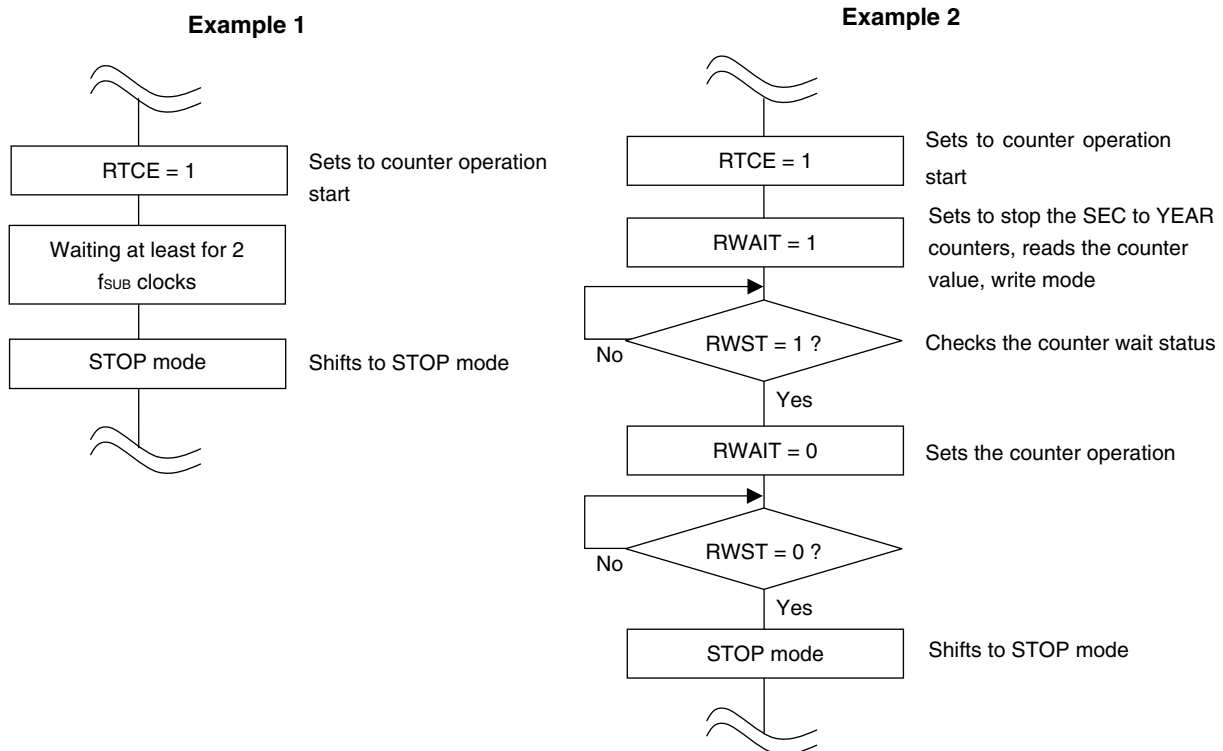 Example 1
RTCE = 1
Sets to counter operation
start
Waiting at least for 2
fSUB clocks
STOP mode
Shifts to STOP mode
Example 2
RTCE = 1
Sets to counter operation
start
RWAIT = 1
Sets to stop the SEC to YEAR
counters, reads the counter
value, write mode
RWST = 1 ?
No
Checks the counter wait status
Yes
RWAIT = 0
Sets the counter operation
RWST = 0 ?
No
Yes
STOP mode
Shifts to STOP mode